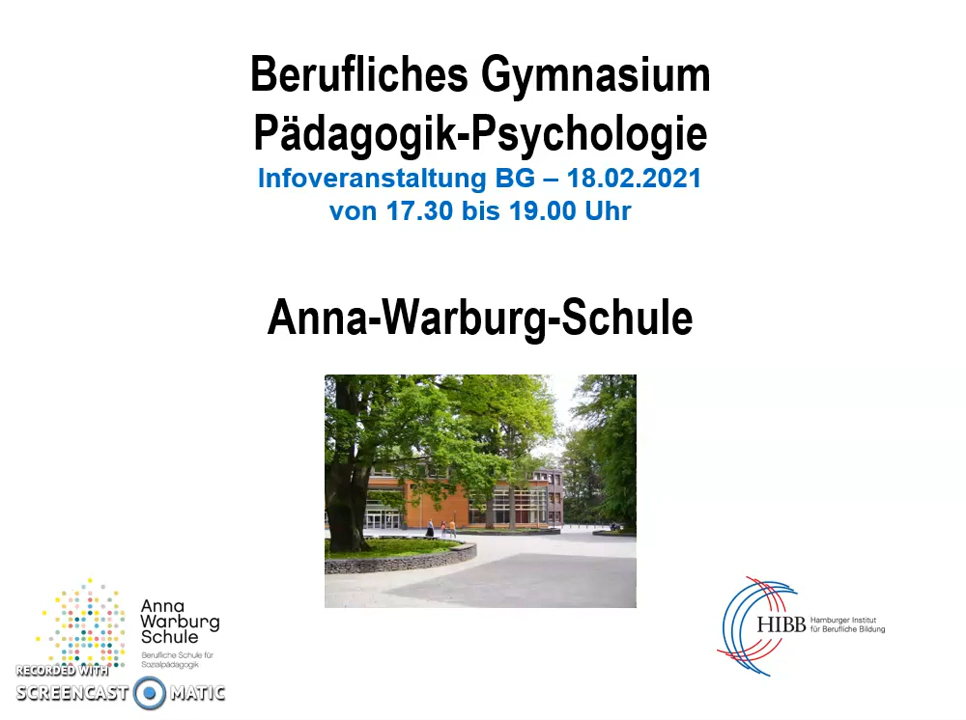 Berufliches Gymnasium
Pädagogik-Psychologie
Infoveranstaltung BG – 18.02.2021
von 17.30 bis 19.00 Uhr
Anna-Warburg-Schule
Anna
Warburg
Schule
Berufliche Schule für
Sozialpädagogik
HIBB
Hamburger Institut
für Berufliche Bildung
RECORDED WITH
SCREENCAST MATIC